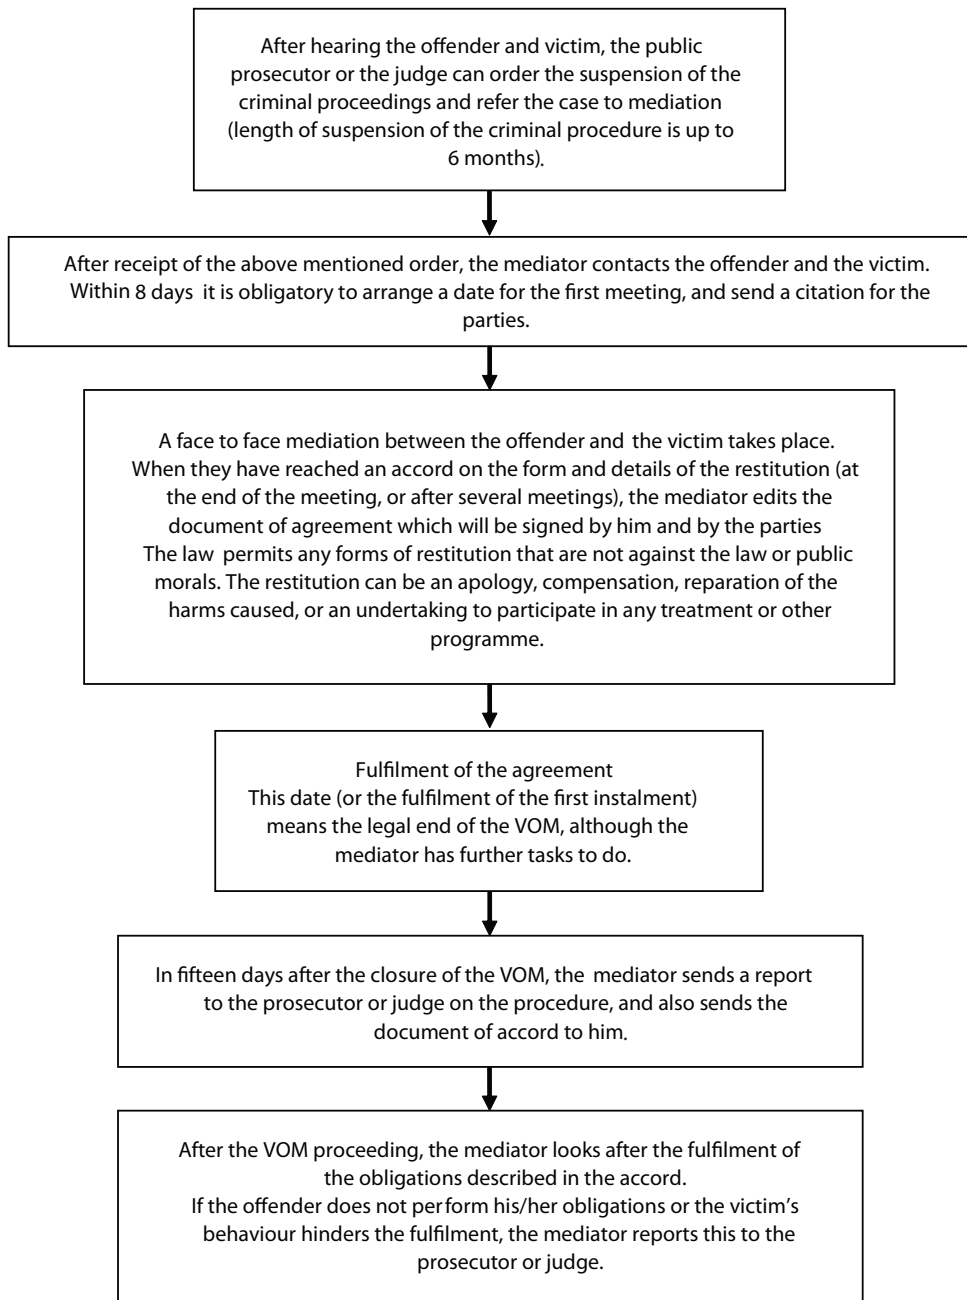 After hearing the offender and victim, the public
prosecutor or the judge can order the suspension of the
criminal proceedings and refer the case to mediation
(length of suspension of the criminal procedure is up to
6 months).
After receipt of the above mentioned order, the mediator contacts the offender and the victim.
Within 8 days it is obligatory to arrange a date for the first meeting, and send a citation for the
parties.
A face to face mediation between the offender and the victim takes place.
When they have reached an accord on the form and details of the restitution (at
the end of the meeting, or after several meetings), the mediator edits the
document of agreement which will be signed by him and by the parties
The law permits any forms of restitution that are not against the law or public
morals. The restitution can be an apology, compensation, reparation of the
harms caused, or an undertaking to participate in any treatment or other
programme.
Fulfilment of the agreement
This date (or the fulfilment of the first instalment)
means the legal end of the VOM, although the
mediator has further tasks to do.
In fifteen days after the closure of the VOM, the mediator sends a report
to the prosecutor or judge on the procedure, and also sends the
document of accord to him.
After the VOM proceeding, the mediator looks after the fulfilment of
the obligations described in the accord.
If the offender does not perform his/her obligations or the victim's
behaviour hinders the fulfilment, the mediator reports this to the
prosecutor or judge.